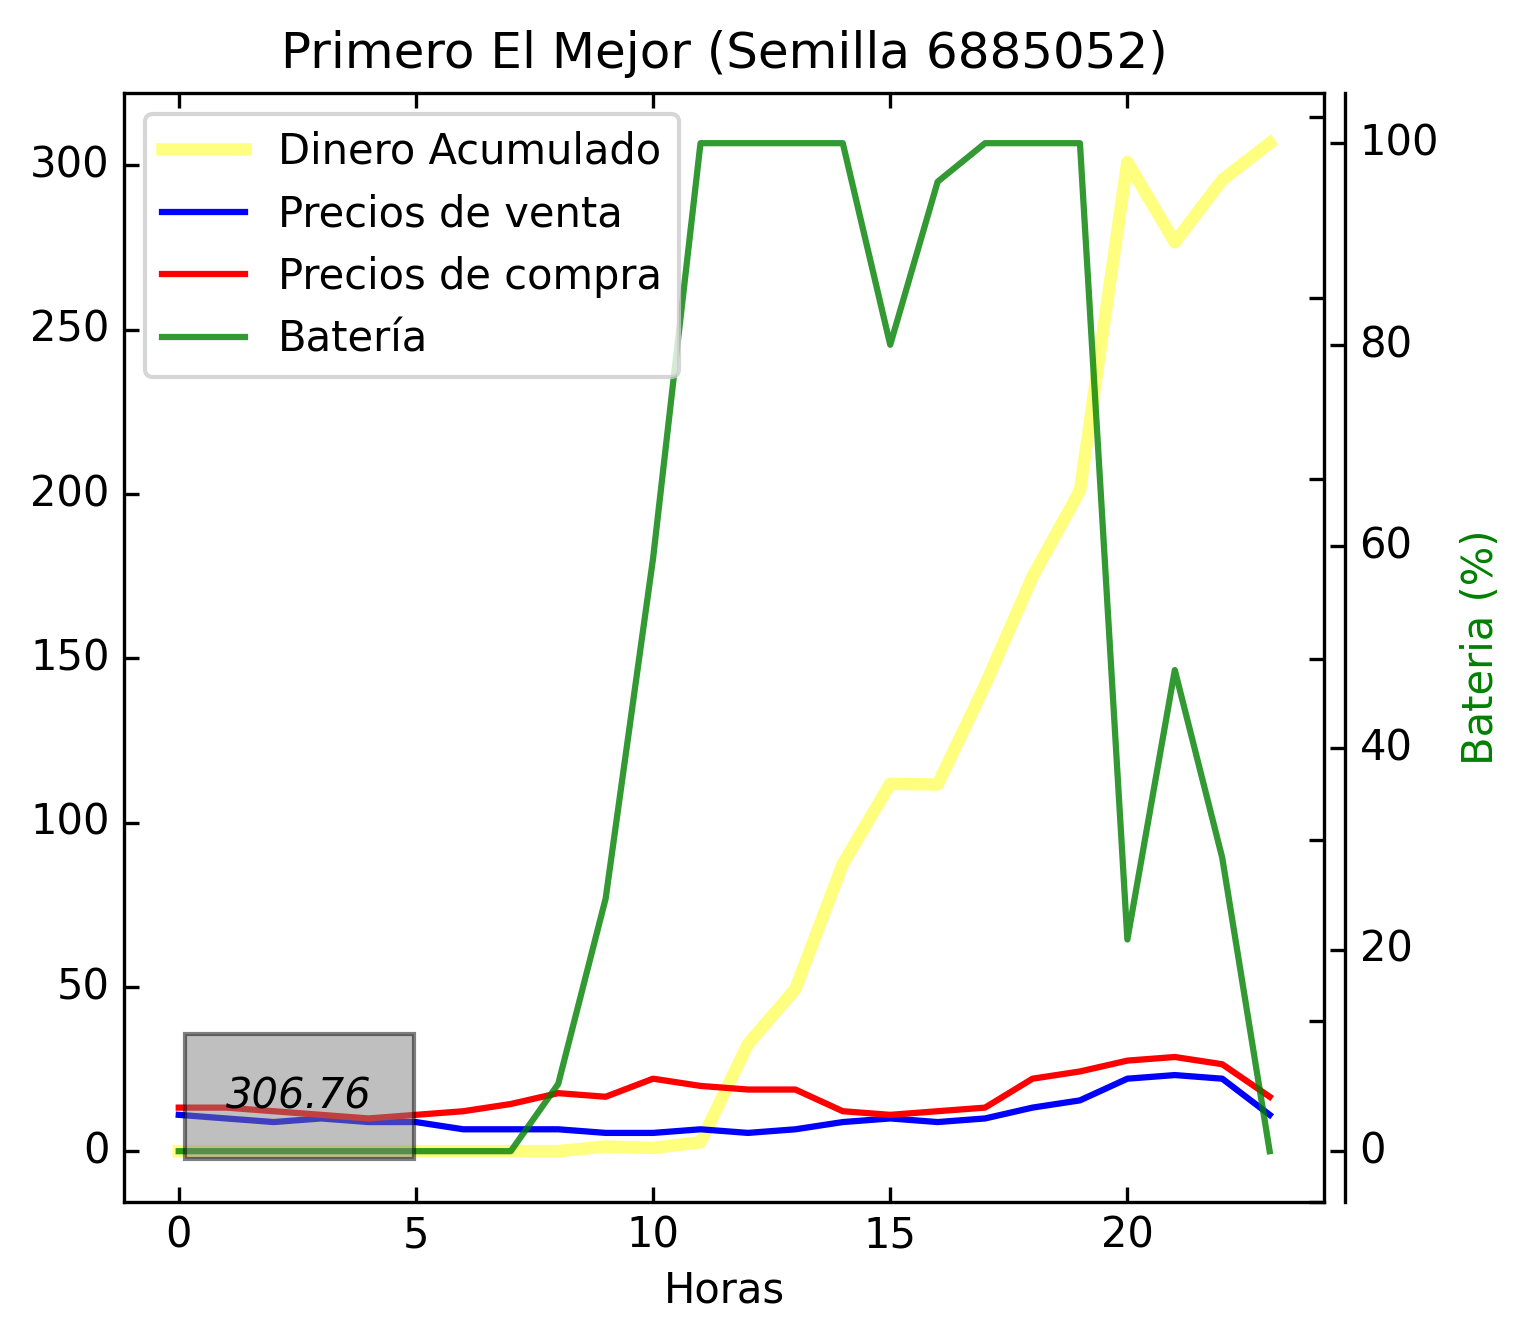 Primero El Mejor (Semilla 6885052)
Dinero Acumulado
Precios de venta
Precios de compra
Batería
300
250
200
150
100
50
0
306.76
100
80
60
40
20
0
Bateria (%)
0 5 10 15 20
Horas